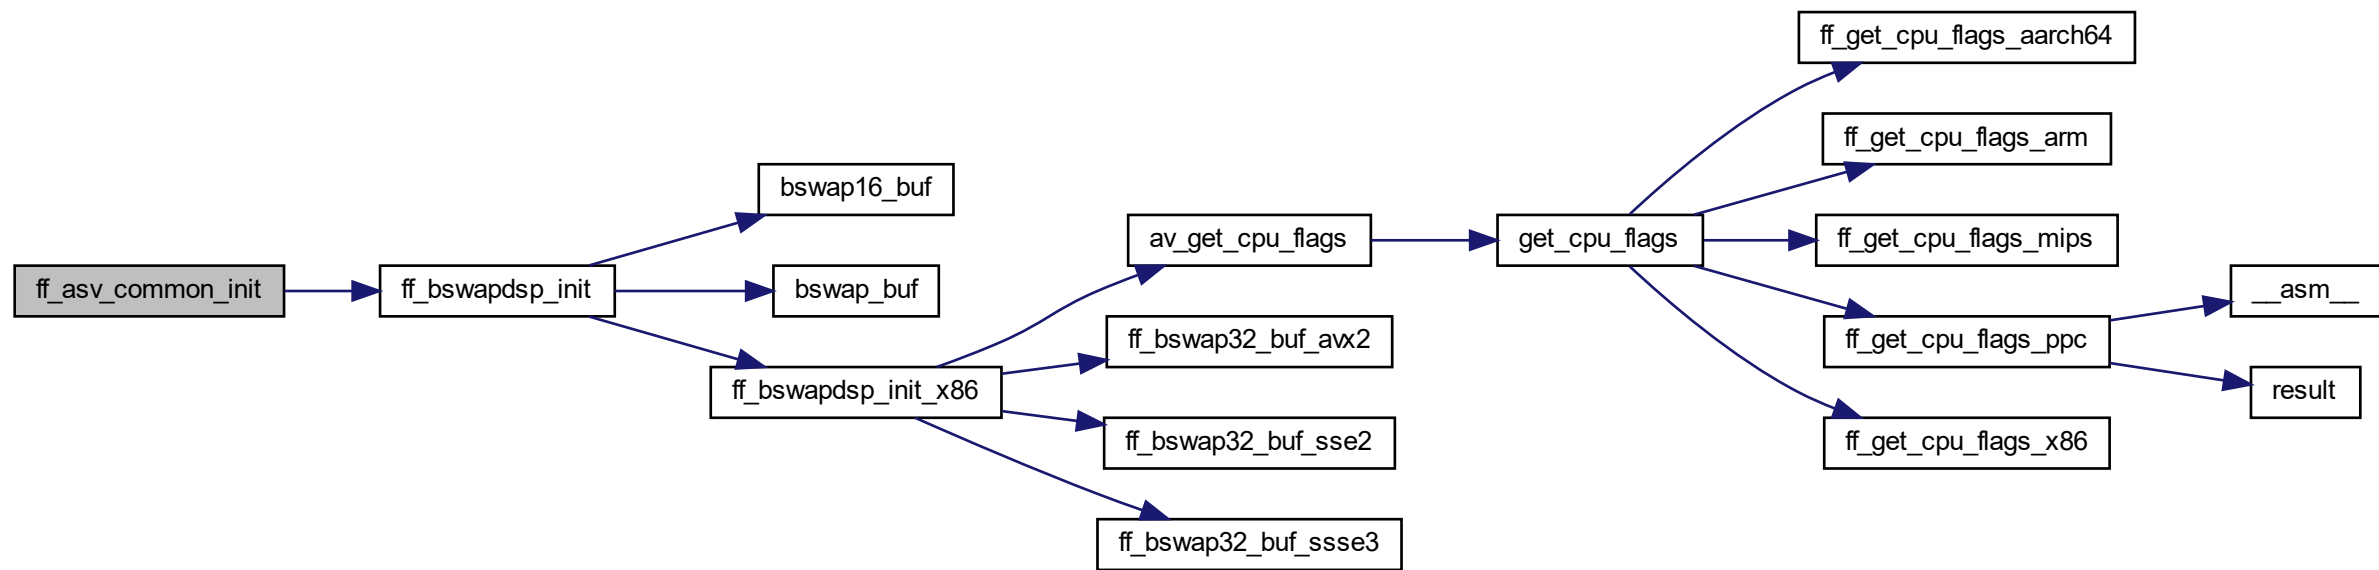 ff_asv_common_init
ff_bswapdsp_init
bswap16_buf
bswap_buf
ff_bswapdsp_init_x86
av_get_cpu_flags
ff_bswap32_buf_avx2
ff_bswap32_buf_sse2
ff_bswap32_buf_ssse3
get_cpu_flags
ff_get_cpu_flags_aarch64
ff_get_cpu_flags_arm
ff_get_cpu_flags_mips
ff_get_cpu_flags_ppc
ff_get_cpu_flags_x86
__asm__
result